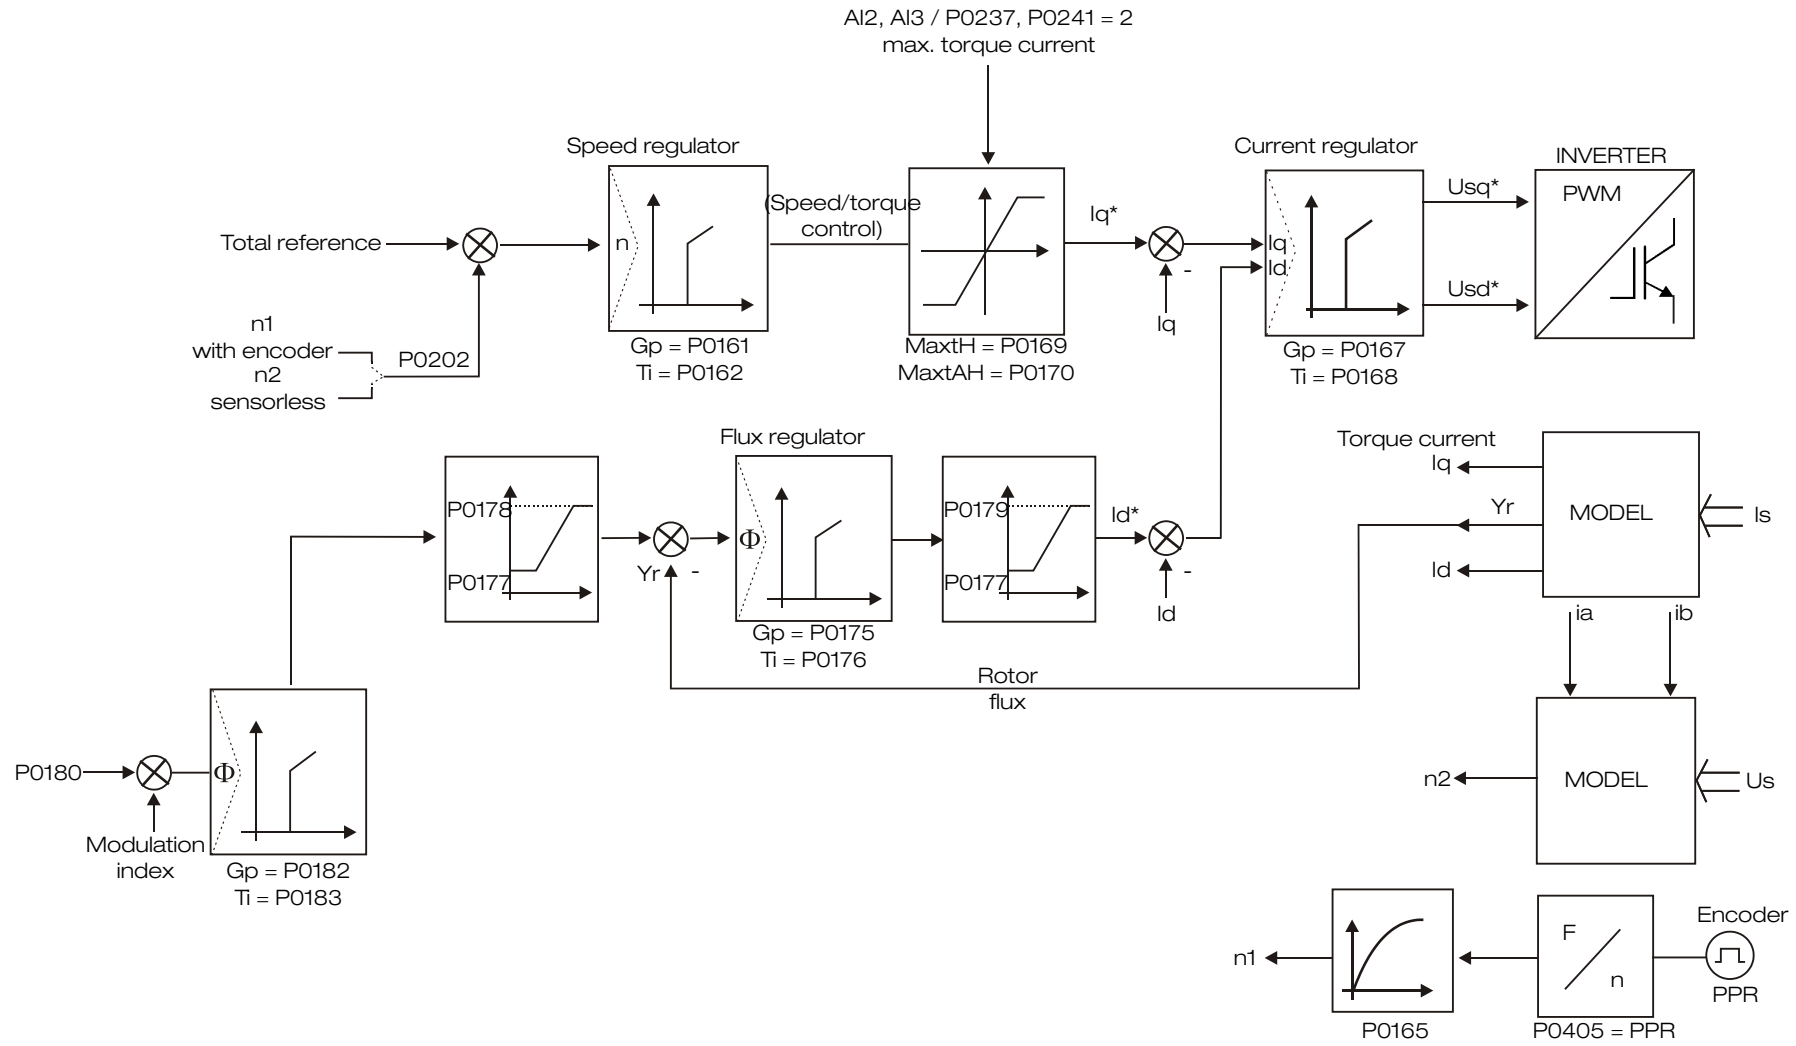 AI2, AI3 / P0237, P0241 = 2
max. torque current
Speed regulator
Current regulator
INVERTER
PWM
Usq*
Usd*
(Speed/torque
control)
Iq*
Total reference
n
Iq
Id
-
Iq
n1
with encoder
n2
sensorless
P0202
Gp = P0161
Ti = P0162
MaxtH = P0169
MaxtAH = P0170
Gp = P0167
Ti = P0168
Flux regulator
Torque current
Iq
Yr
Id
MODEL
Is
P0178
P0177
Yr
-
Φ
P0179
P0177
Id*
-
Id
Gp = P0175
Ti = P0176
ia
ib
Rotor
flux
P0180
Φ
Modulation
index
Gp = P0182
Ti = P0183
n2
MODEL
Us
Encoder
F
n
n1
PPR
P0165
P0405 = PPR